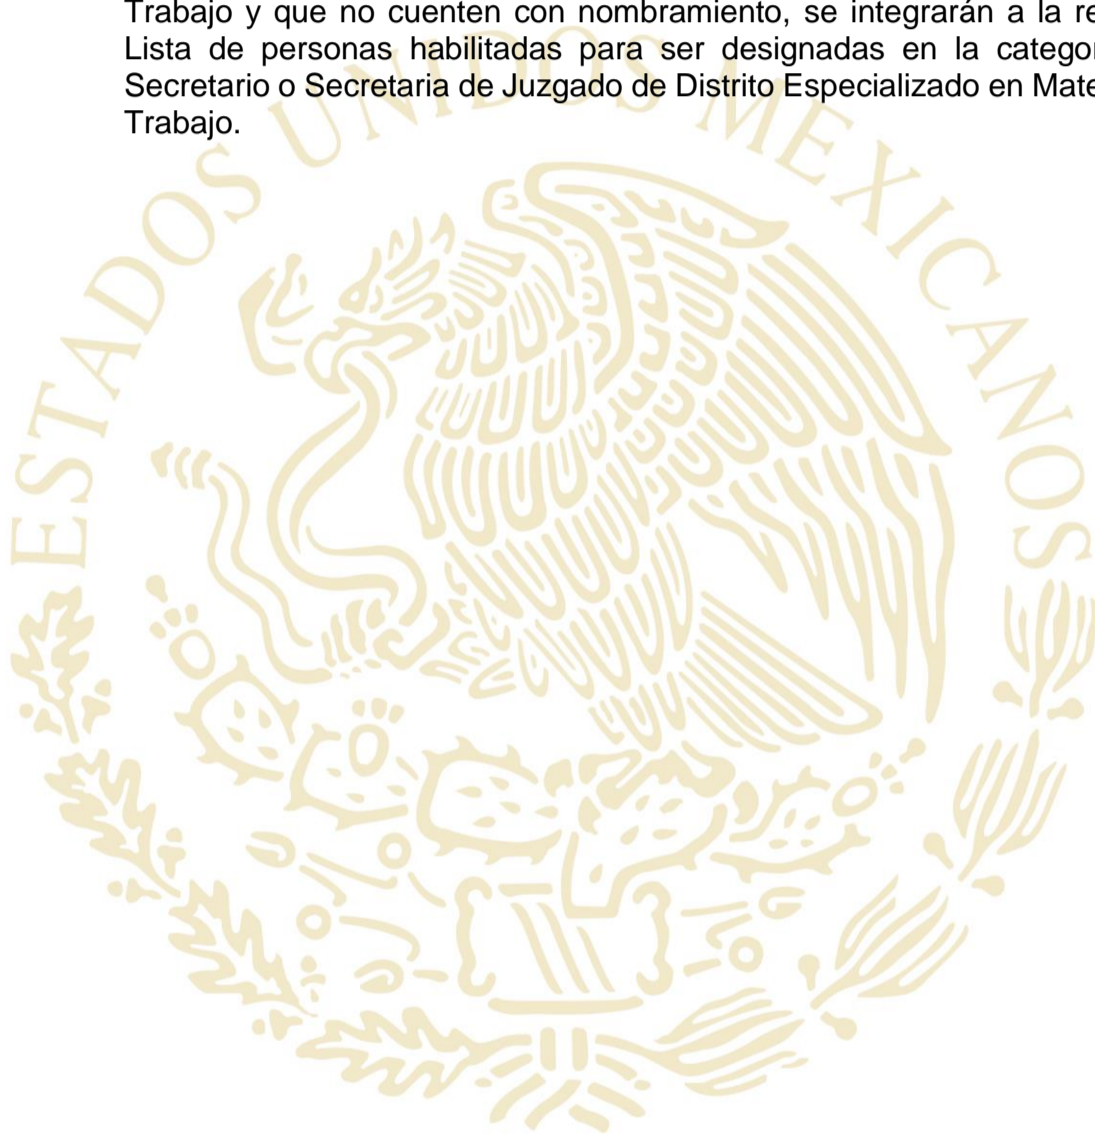 Trabajo y que no cuenten con nombramiento, se integrarán a la
Lista de personas habilitadas para ser designadas en la
Secretario o Secretaria de Juzgado de Distrito Especializado en
Trabajo.
ESTADOS UNIDOS MEXICANOS